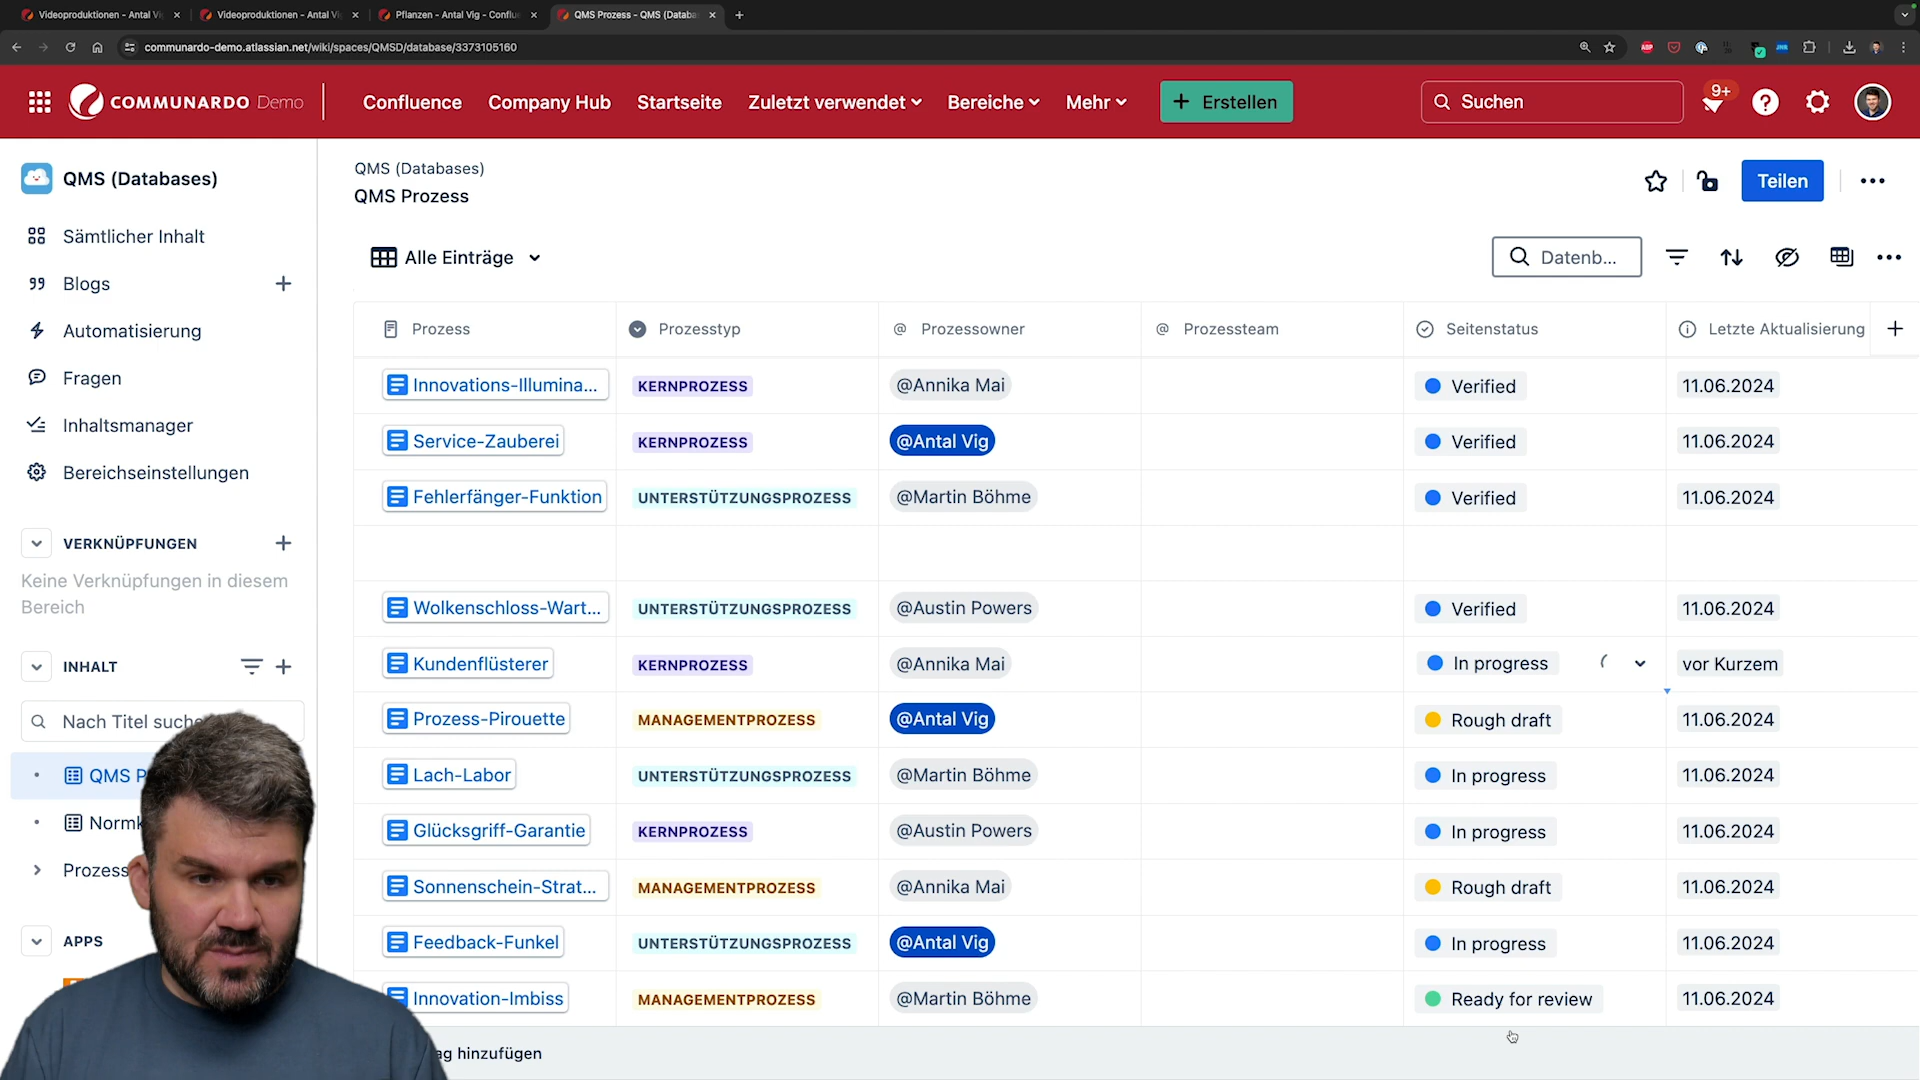 Videoproduktionen - Antal Vi
Videoproduktionen - Antal Vi
Pflanzen - Antal Vig - Conflue
QMS Prozess - QMS (Databa
communardo-demo.atlassian.net/wiki/spaces/QMSD/database/3373105160
COMMUNARDO Demo
Confluence
Company Hub
Startseite
Zuletzt verwendet
Bereiche
Mehr
+ Erstellen
Suchen
9+
QMS (Databases)
Sämtlicher Inhalt
Blogs
Automatisierung
Fragen
Inhaltsmanager
Bereichseinstellungen
VERKNÜPFUNGEN
Keine Verknüpfungen in diesem
Bereich
INHALT
Nach Titel suche
QMS P
Normk
Prozess
APPS
QMS (Databases)
QMS Prozess
Teilen
Alle Einträge
Datenb...
Prozess Prozesstyp @ Prozessowner @ Prozessteam Seitenstatus Letzte Aktualisierung
Innovations-Illumina... KERNPROZESS @Annika Mai Verified 11.06.2024
Service-Zauberei KERNPROZESS @Antal Vig Verified 11.06.2024
Fehlerfänger-Funktion UNTERSTÜTZUNGSPROZESS @Martin Böhme Verified 11.06.2024
Wolkenschloss-Wart... UNTERSTÜTZUNGSPROZESS @Austin Powers Verified 11.06.2024
Kundenflüsterer KERNPROZESS @Annika Mai In progress vor Kurzem
Prozess-Pirouette MANAGEMENTPROZESS @Antal Vig Rough draft 11.06.2024
Lach-Labor UNTERSTÜTZUNGSPROZESS @Martin Böhme In progress 11.06.2024
Glücksgriff-Garantie KERNPROZESS @Austin Powers In progress 11.06.2024
Sonnenschein-Strat... MANAGEMENTPROZESS @Annika Mai Rough draft 11.06.2024
Feedback-Funkel UNTERSTÜTZUNGSPROZESS @Antal Vig In progress 11.06.2024
Innovation-Imbiss MANAGEMENTPROZESS @Martin Böhme Ready for review 11.06.2024
ag hinzufügen